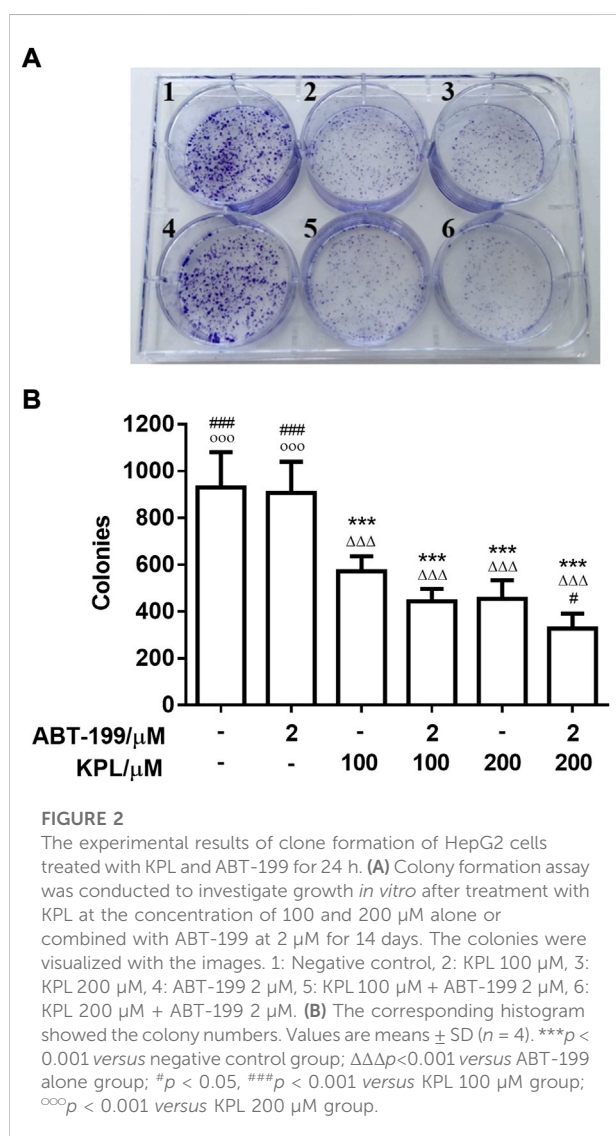 A
1 2 3
4 5 6
B
1200
1000
800
600
400
200
0
Colonies
###
ooo
###
ooo
***
ΔΔΔ
***
ΔΔΔ
***
ΔΔΔ
***
ΔΔΔ
#
ABT-199/μM - 2 - 2 - 2
KPL/μM - - 100 100 200 200
FIGURE 2
The experimental results of clone formation of HepG2 cells
treated with KPL and ABT-199 for 24 h. (A) Colony formation assay
was conducted to investigate growth in vitro after treatment with
KPL at the concentration of 100 and 200 μM alone or
combined with ABT-199 at 2 μM for 14 days. The colonies were
visualized with the images. 1: Negative control, 2: KPL 100 μM, 3:
KPL 200 μM, 4: ABT-199 2 μM, 5: KPL 100 μM + ABT-199 2 μM, 6:
KPL 200 μM + ABT-199 2 μM. (B) The corresponding histogram
showed the colony numbers. Values are means ± SD (n = 4). ***p <
0.001 versus negative control group; ΔΔΔp<0.001 versus ABT-199
alone group; #p < 0.05, ###p < 0.001 versus KPL 100 μM group;
ooop < 0.001 versus KPL 200 μM group.